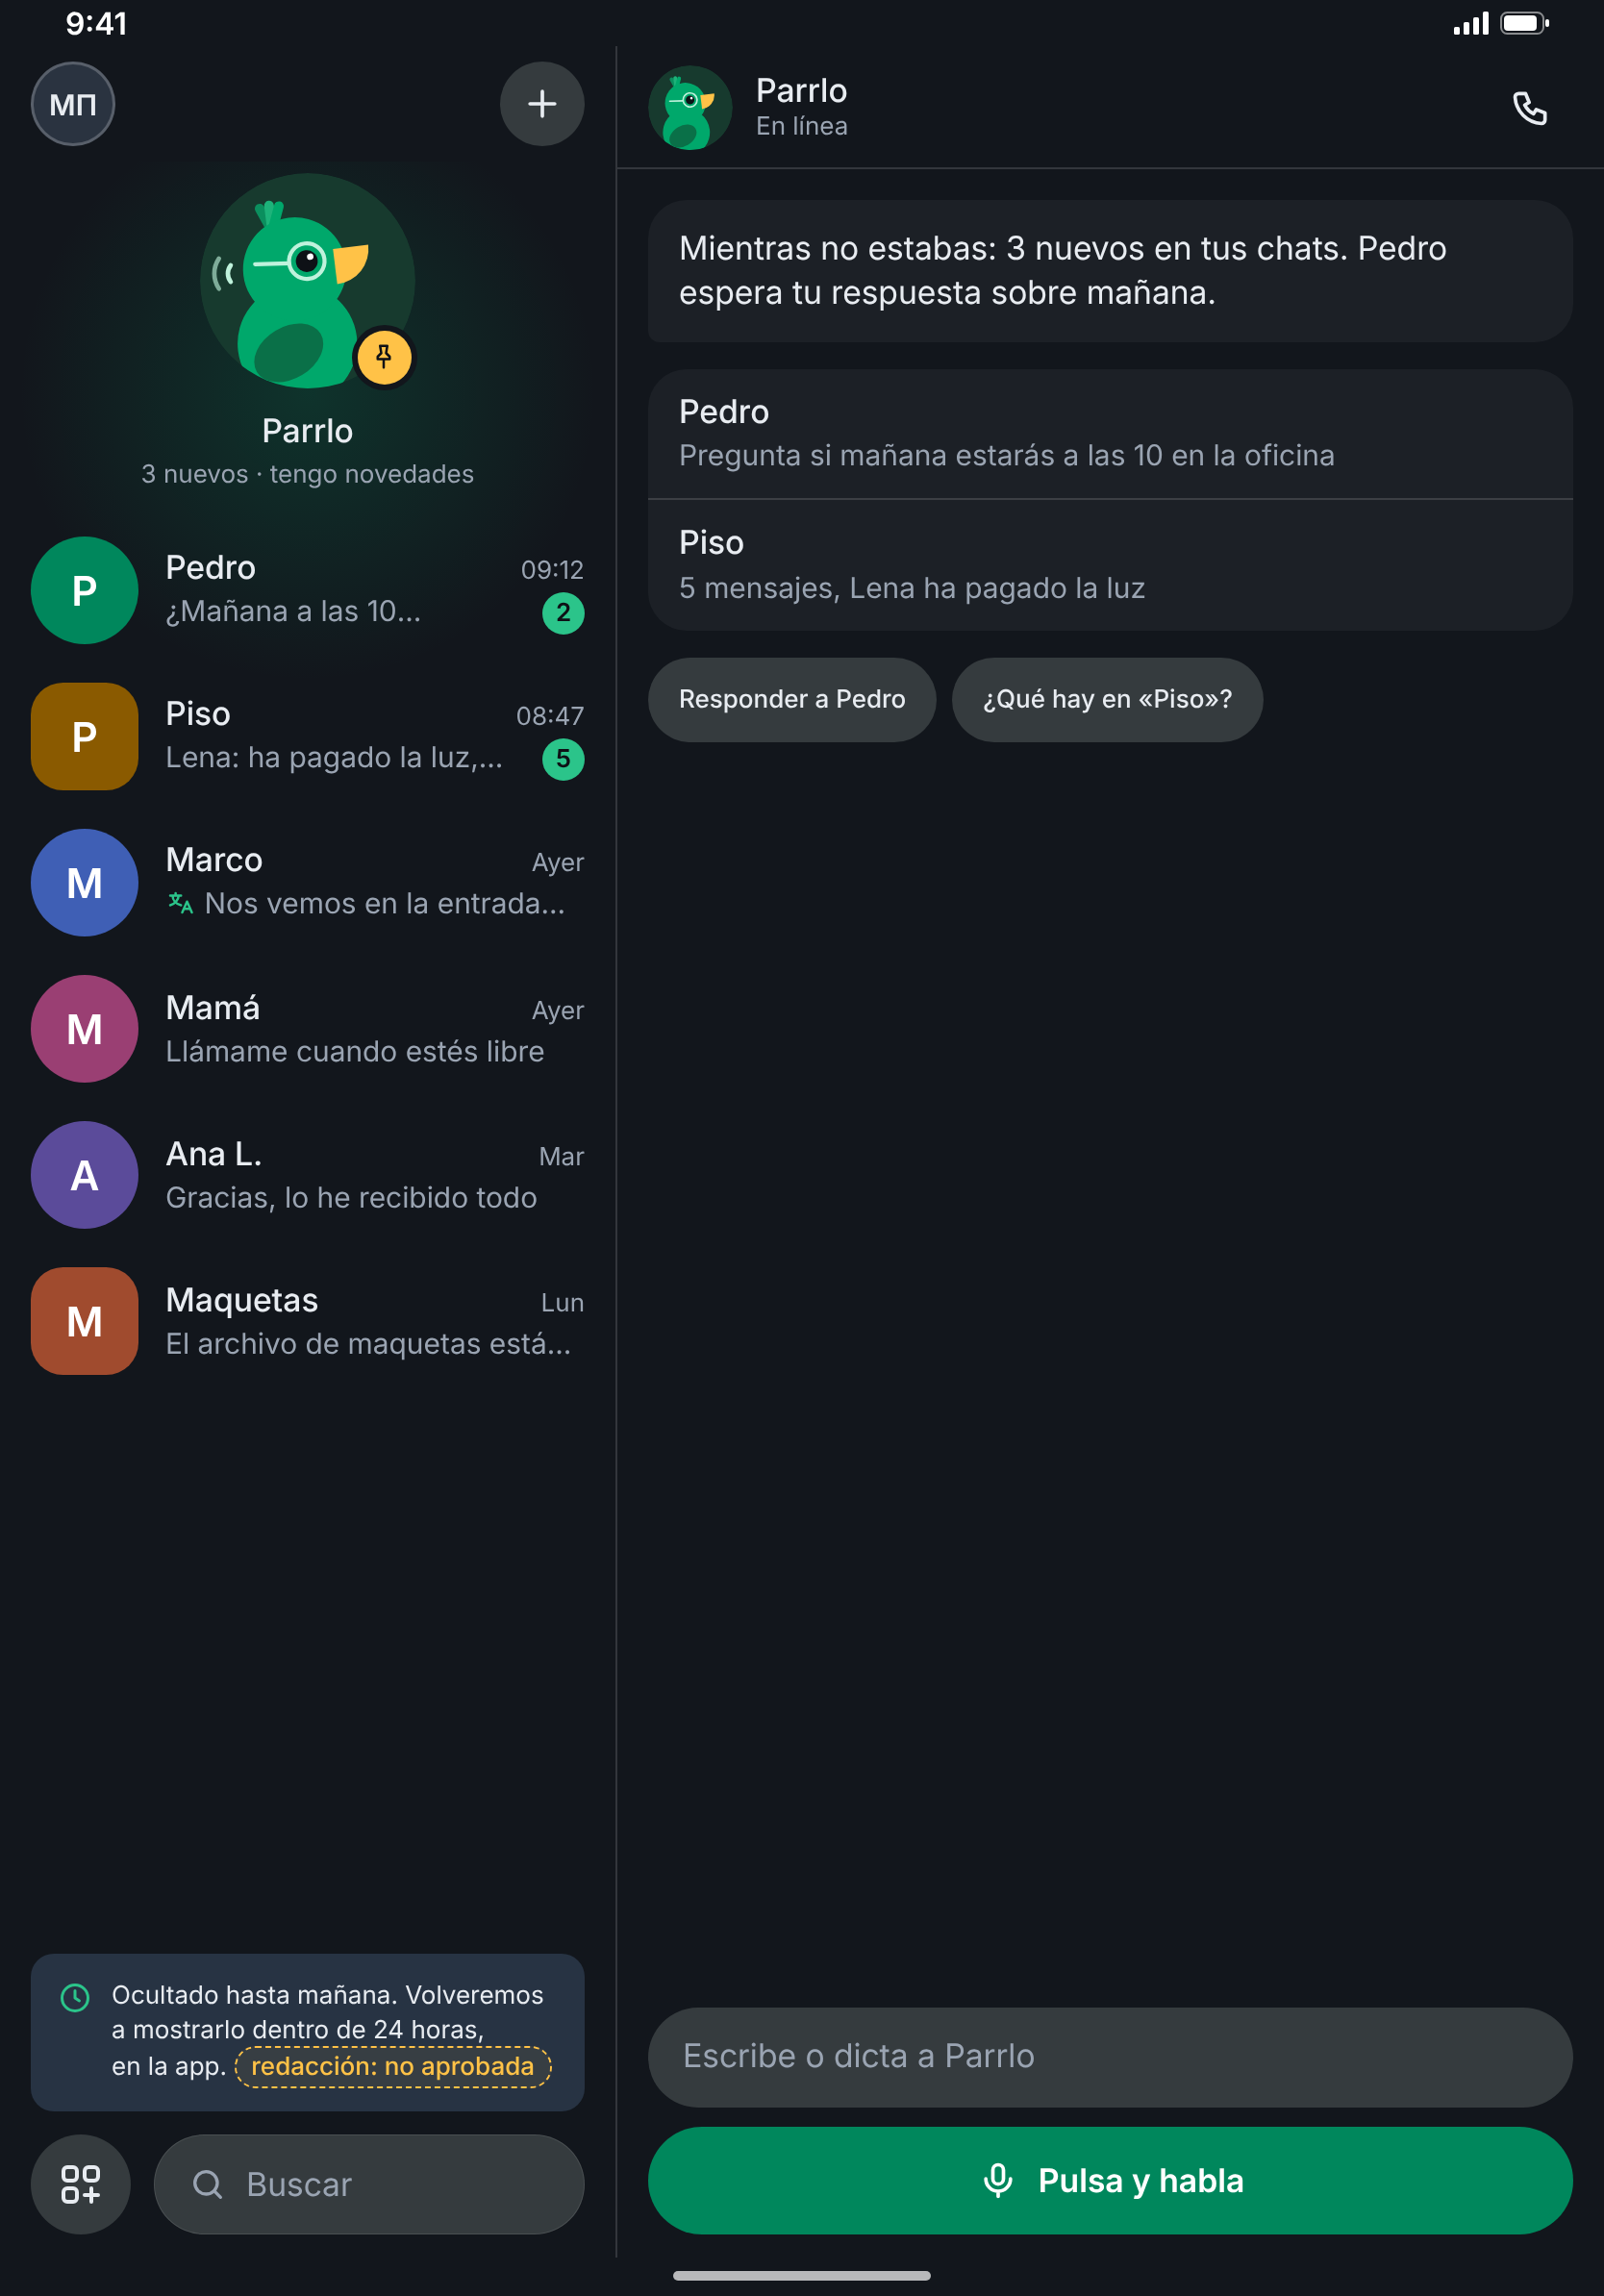 9:41
МП
Parrlo
3 nuevos · tengo novedades
P
Pedro
09:12
¿Mañana a las 10...
2
P
Piso
08:47
Lena: ha pagado la luz,...
5
M
Marco
Ayer
Nos vemos en la entrada...
M
Mamá
Ayer
Llámame cuando estés libre
A
Ana L.
Mar
Gracias, lo he recibido todo
M
Maquetas
Lun
El archivo de maquetas está...
Ocultado hasta mañana. Volveremos
a mostrarlo dentro de 24 horas,
en la app. redacción: no aprobada
Buscar
Parrlo
En línea
Mientras no estabas: 3 nuevos en tus chats. Pedro
espera tu respuesta sobre mañana.
Pedro
Pregunta si mañana estarás a las 10 en la oficina
Piso
5 mensajes, Lena ha pagado la luz
Responder a Pedro
¿Qué hay en «Piso»?
Escribe o dicta a Parrlo
Pulsa y habla